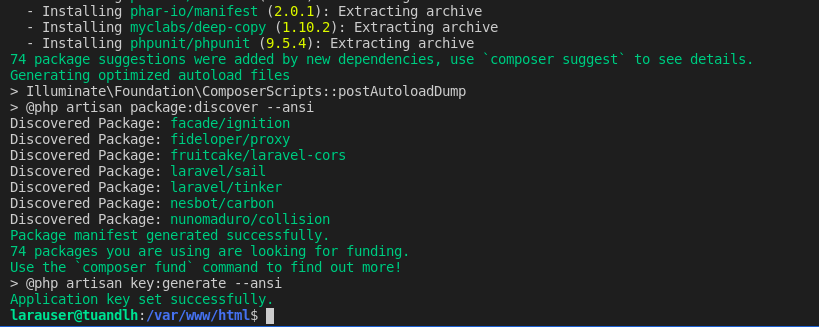 - Installing phar-io/manifest (2.0.1): Extracting archive
- Installing myclabs/deep-copy (1.10.2): Extracting archive
- Installing phpunit/phpunit (9.5.4): Extracting archive
74 package suggestions were added by new dependencies, use `composer suggest` to see details.
Generating optimized autoload files
> Illuminate\Foundation\ComposerScripts::postAutoloadDump
> @php artisan package:discover --ansi
Discovered Package: facade/ignition
Discovered Package: fideloper/proxy
Discovered Package: fruitcake/laravel-cors
Discovered Package: laravel/sail
Discovered Package: laravel/tinker
Discovered Package: nesbot/carbon
Discovered Package: nunomaduro/collision
Package manifest generated successfully.
74 packages you are using are looking for funding.
Use the `composer fund` command to find out more!
> @php artisan key:generate --ansi
Application key set successfully.
larauser@tuandlh:/var/www/html$